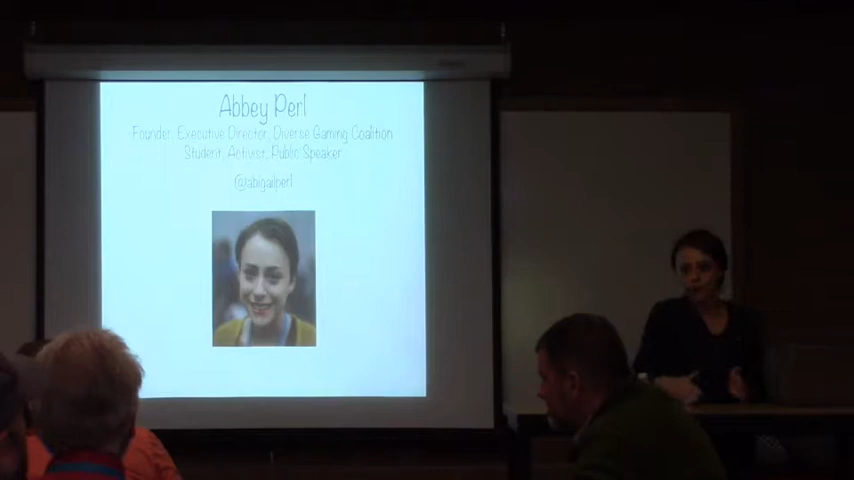 Abbey Perl
Founder, Executive Director, Diverse Gaming Coalition
Student, Activist, Public Speaker
@abigailperl